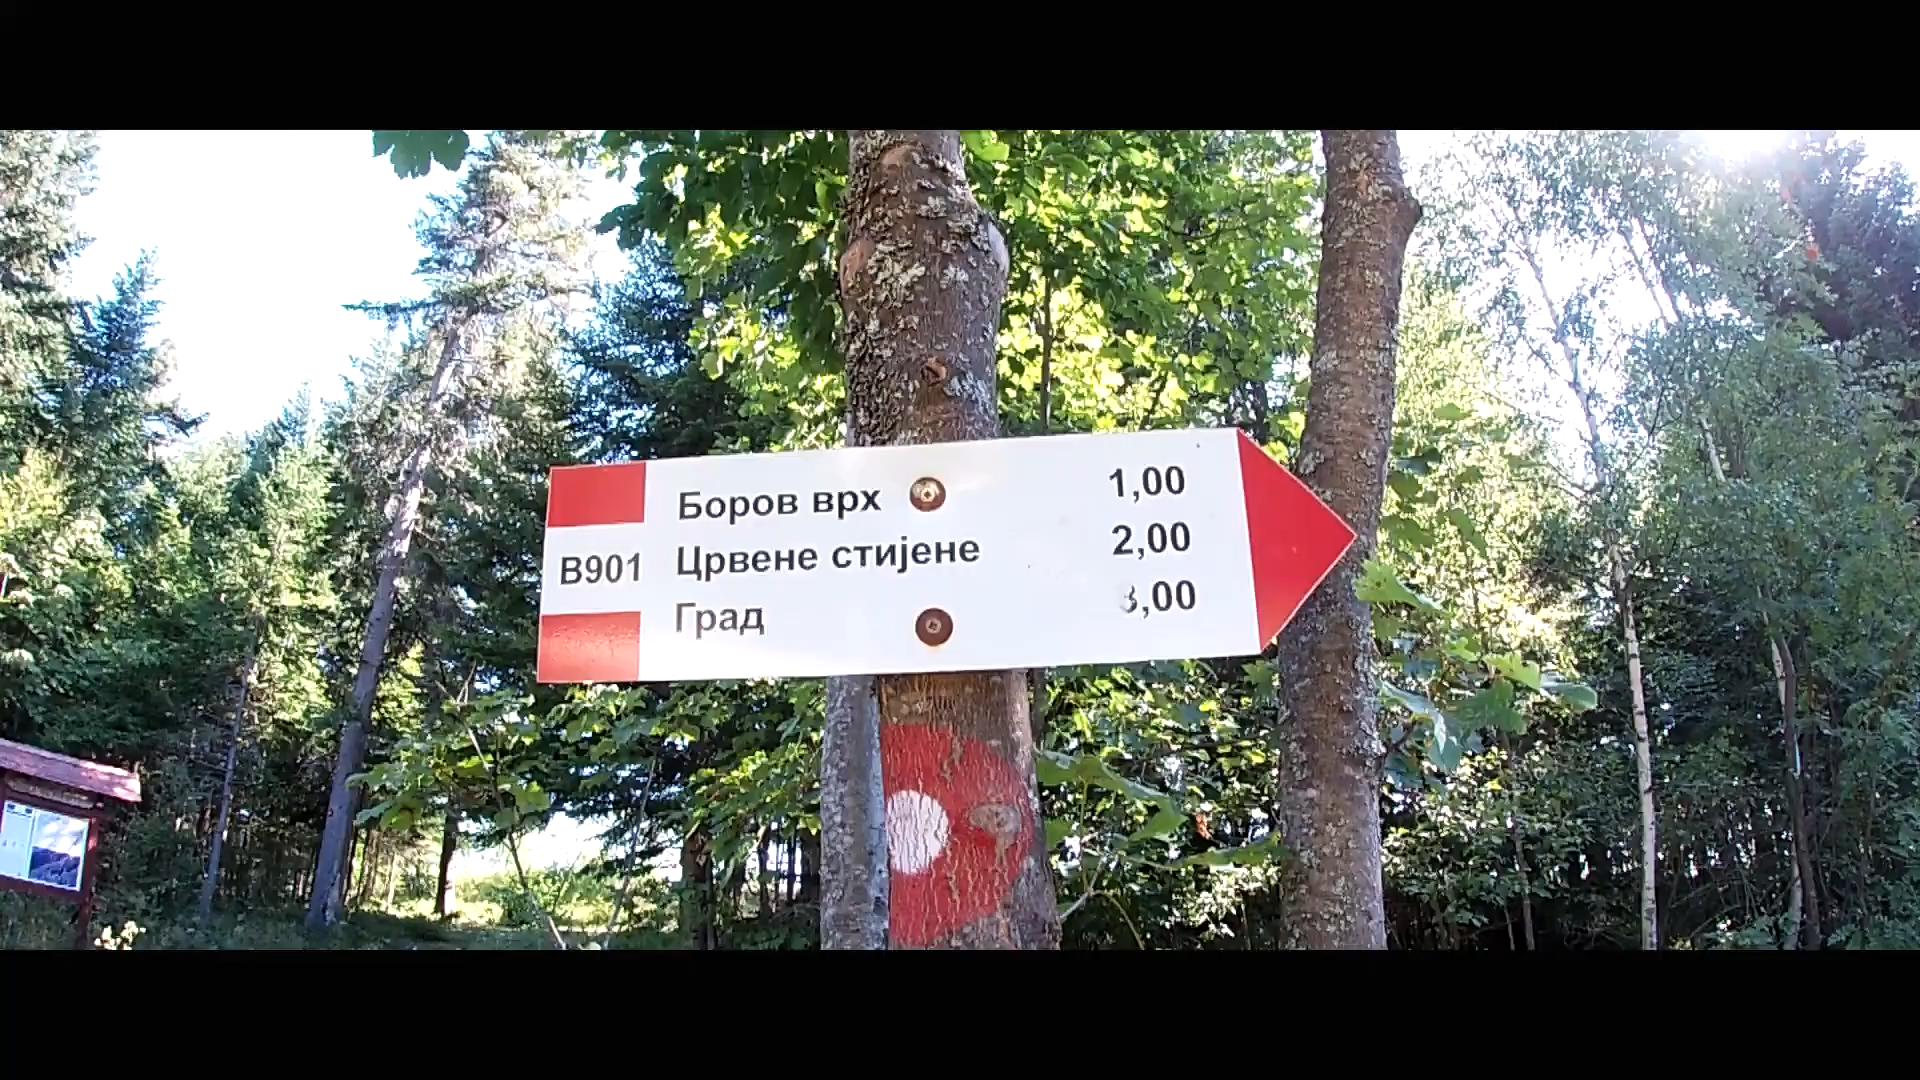 Боров врх 1,00
B901 Црвене стијене 2,00
Град 3,00